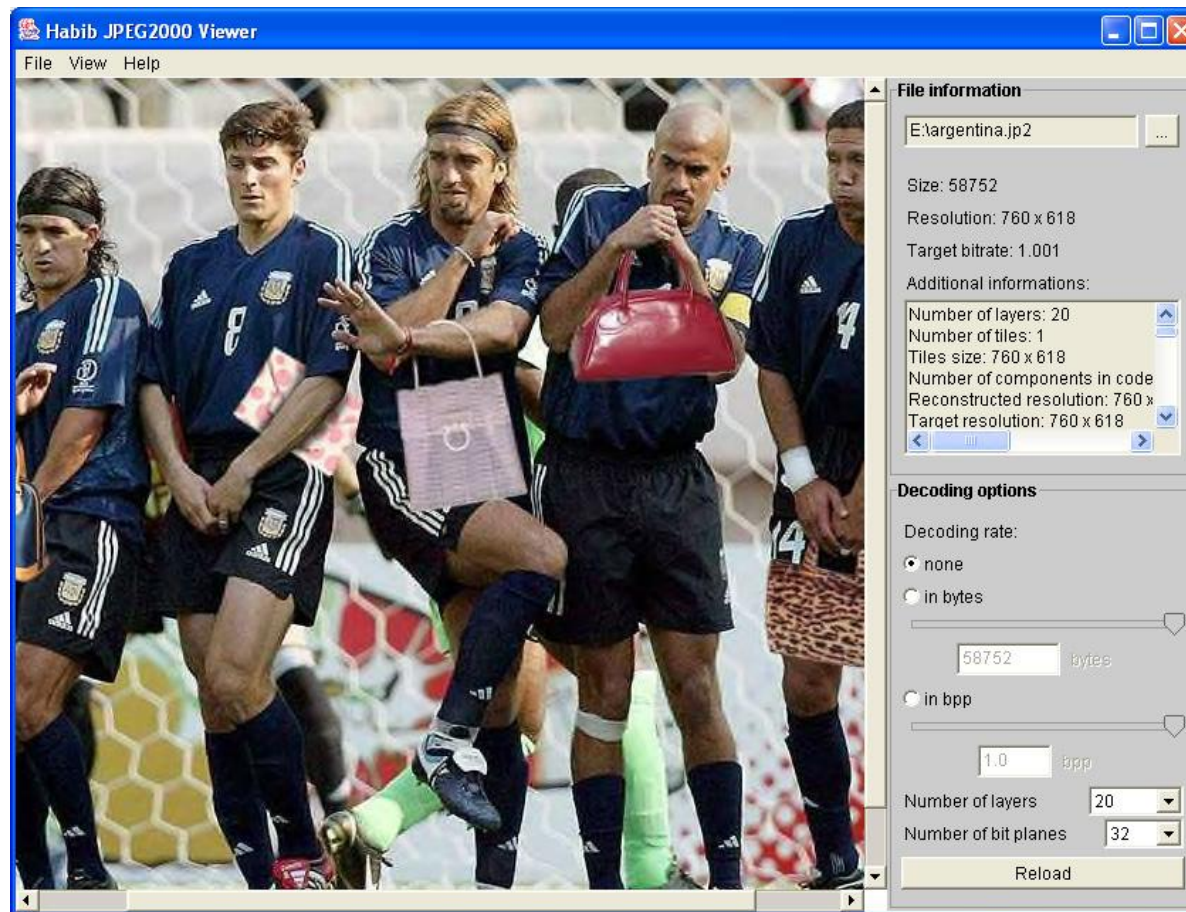 Habib JPEG2000 Viewer
File View Help
File information
E:\argentina.jp2
...
Size: 58752
Resolution: 760 x 618
Target bitrate: 1.001
Additional informations:
Number of layers: 20
Number of tiles: 1
Tiles size: 760 x 618
Number of components in code
Reconstructed resolution: 760 x
Target resolution: 760 x 618
Decoding options
Decoding rate:
none
in bytes
58752 bytes
in bpp
1.0 bpp
Number of layers 20
Number of bit planes 32
Reload
8
14
14
adidas